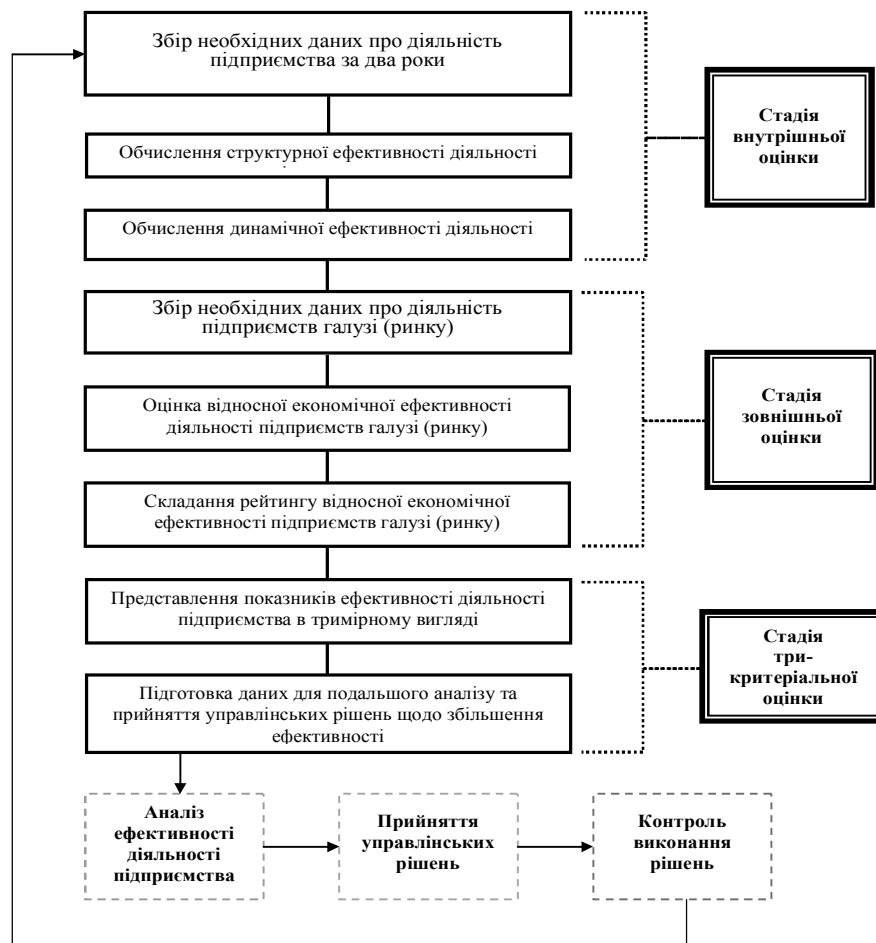 Збір необхідних даних про діяльність
підприємства за два роки
Обчислення структурної ефективності діяльності
Обчислення динамічної ефективності діяльності
Стадія
внутрішньої
оцінки
Збір необхідних даних про діяльність
підприємств галузі (ринку)
Оцінка відносної економічної ефективності
діяльності підприємств галузі (ринку)
Складання рейтингу відносної економічної
ефективності підприємств галузі (ринку)
Стадія
зовнішньої
оцінки
Представлення показників ефективності діяльності
підприємства в тримірному вигляді
Підготовка даних для подальшого аналізу та
прийняття управлінських рішень щодо збільшення
ефективності
Стадія
три-
критеріальної
оцінки
Аналіз
ефективності
діяльності
підприємства
Прийняття
управлінських
рішень
Контроль
виконання
рішень